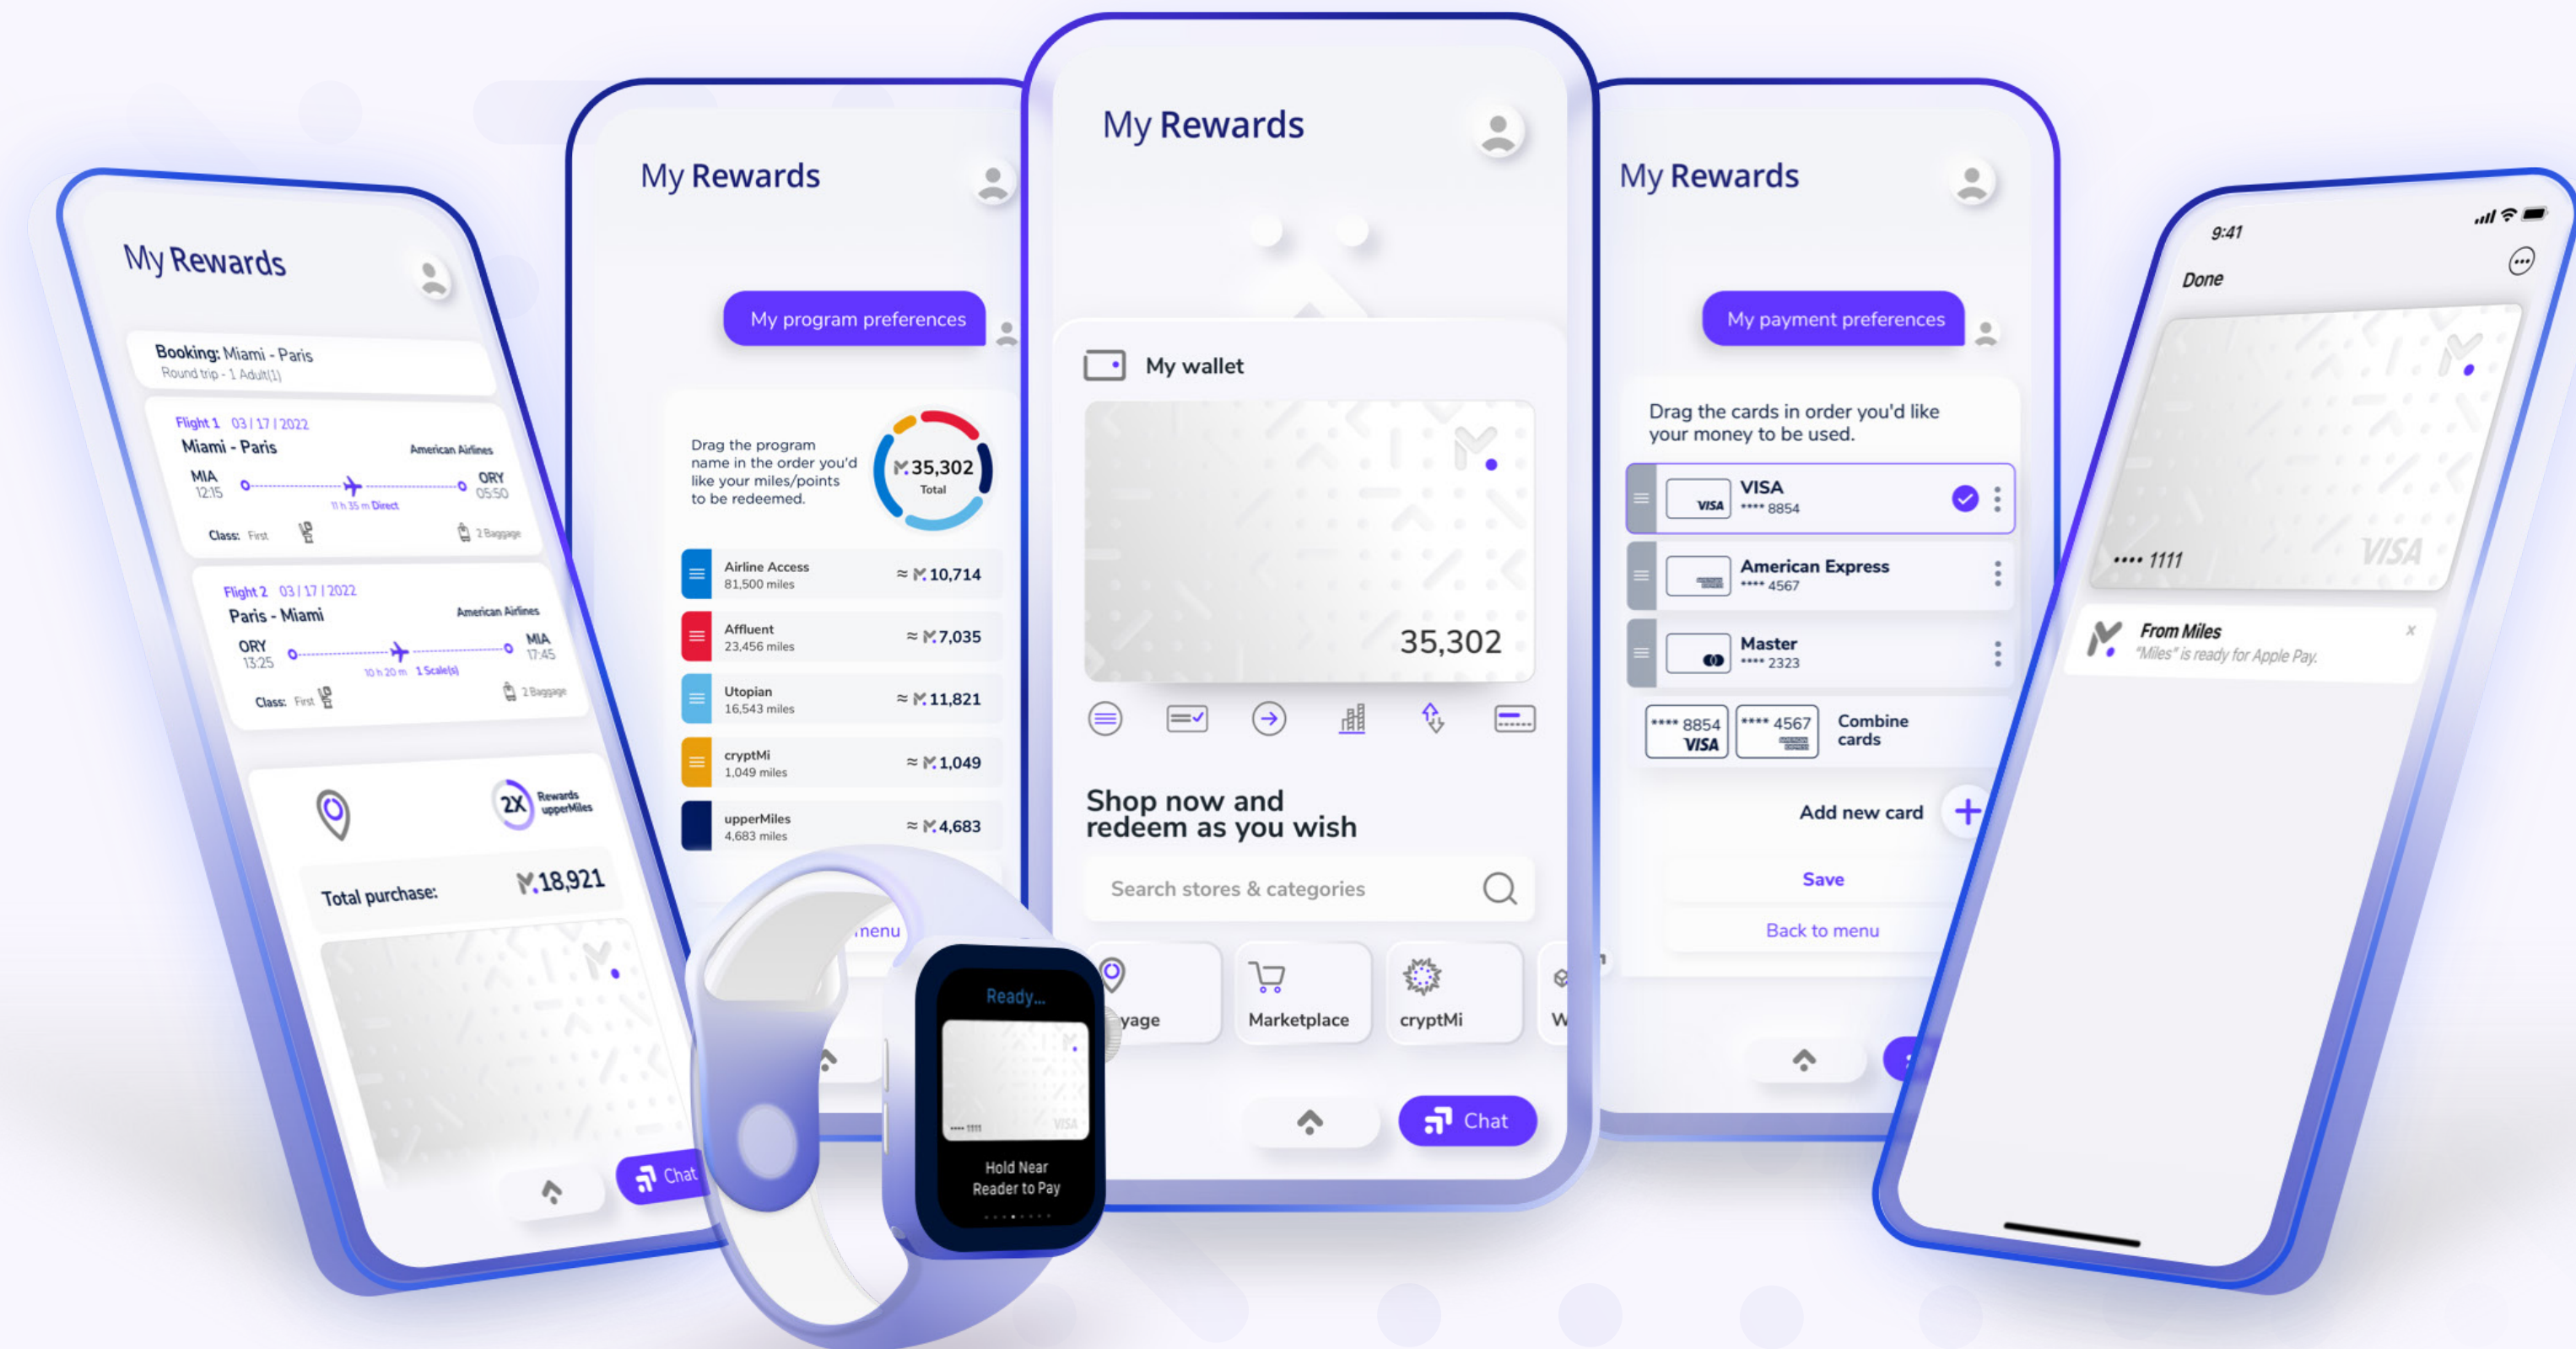 My Rewards
Booking: Miami - Paris
Round trip - 1 Adult(1)
Flight 1 03 / 17 / 2022
Miami - Paris
American Airlines
MIA
12:15
ORY
05:50
11 h 35 m Direct
Class: First
2 Baggage
Flight 2 03 / 17 / 2022
Paris - Miami
American Airlines
ORY
13:25
MIA
17:45
10 h 20 m 1 Scale(s)
Class: First
2 Baggage
2X
Rewards
upperMiles
Total purchase:
M.18,921
Chat
My Rewards
My program preferences
Drag the program
name in the order you'd
like your miles/points
to be redeemed.
M.35,302
Total
Airline Access
81,500 miles
≈ M.10,714
Affluent
23,456 miles
≈ M.7,035
Utopian
16,543 miles
≈ M.11,821
cryptMi
1,049 miles
≈ M.1,049
upperMiles
4,683 miles
≈ M.4,683
menu
Ready...
•••• 1111
VISA
Hold Near
Reader to Pay
My Rewards
My wallet
M.
35,302
Shop now and
redeem as you wish
Search stores & categories
yage
Marketplace
cryptMi
W
Chat
My Rewards
My payment preferences
Drag the cards in order you'd like
your money to be used.
VISA
VISA
**** 8854
American Express
**** 4567
Master
**** 2323
**** 8854
VISA
**** 4567
Combine
cards
Add new card
Save
Back to menu
9:41
Done
M.
•••• 1111
VISA
From Miles
"Miles" is ready for Apple Pay.